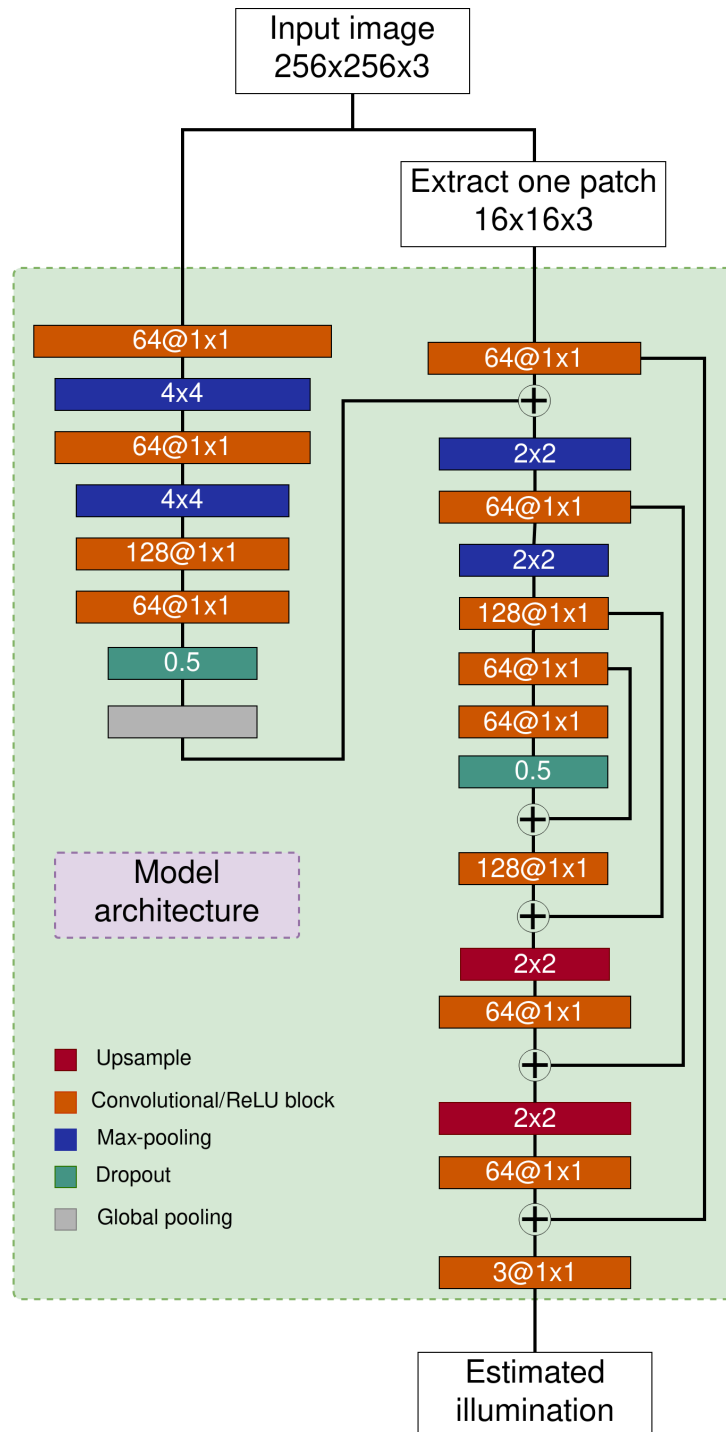 Input image
256x256x3
Extract one patch
16x16x3
64@1x1
4x4
64@1x1
4x4
128@1x1
64@1x1
0.5
64@1x1
2x2
64@1x1
2x2
128@1x1
64@1x1
64@1x1
0.5
128@1x1
2x2
64@1x1
2x2
64@1x1
3@1x1
Model
architecture
Upsample
Convolutional/ReLU block
Max-pooling
Dropout
Global pooling
Estimated
illumination